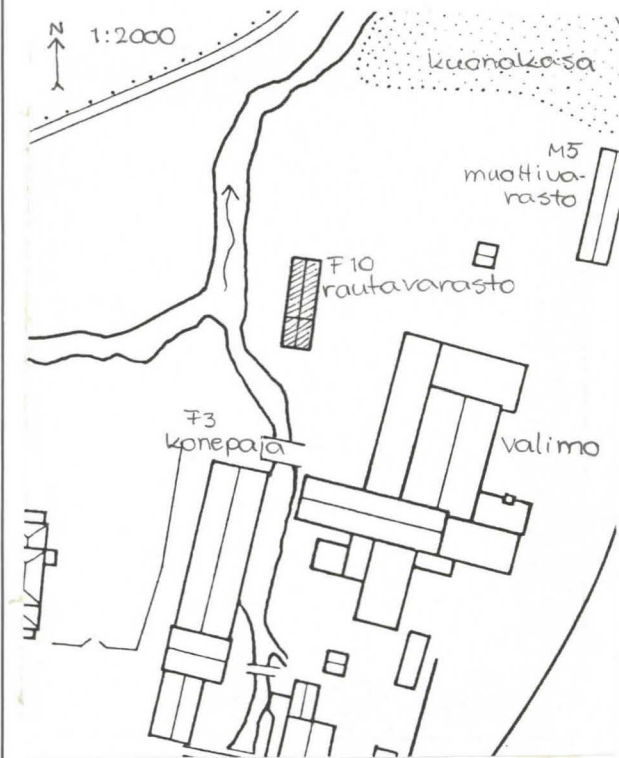 N
1:2000
kuonakasa
M5
muottiva-
rasto
F10
rautavarasto
F3
konepaja
valimo